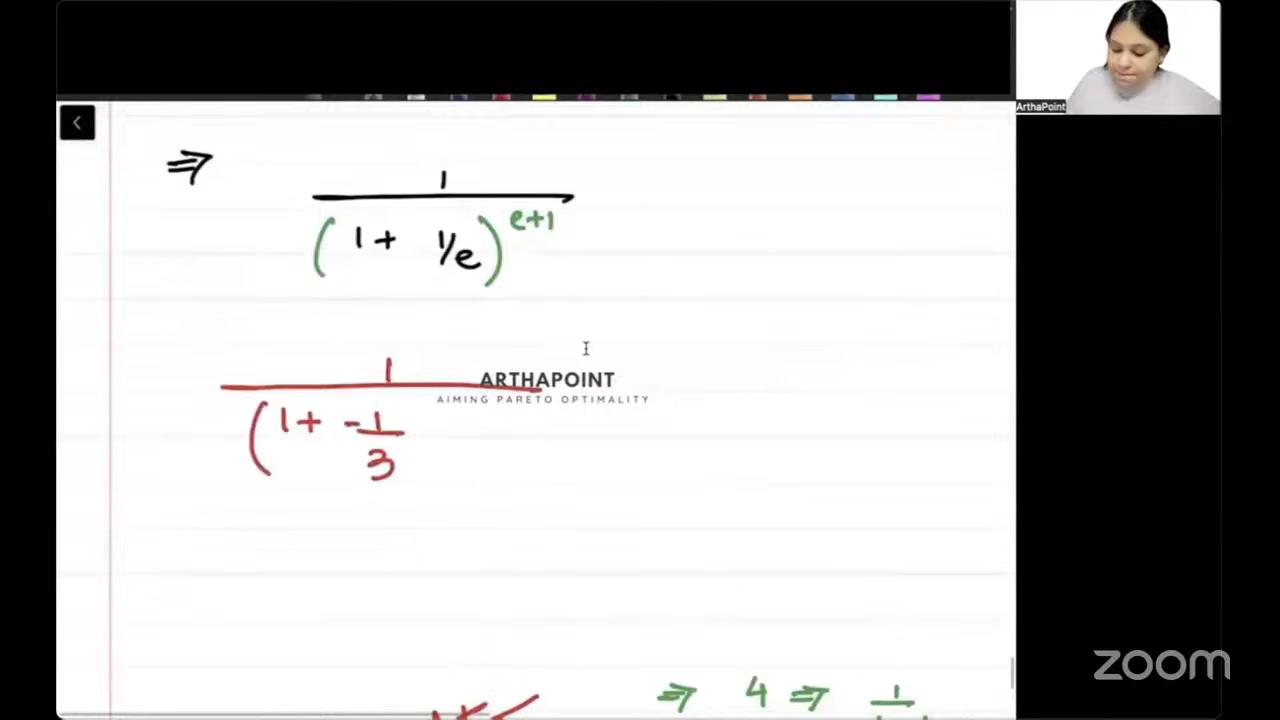 ArthaPoint
⇒ 1
(1 + 1/e)^{e+1}
1
(1 + -1
3
ARTHAPOINT
AIMING PARETO OPTIMALITY
zoom
⇒ 4 ⇒ 1